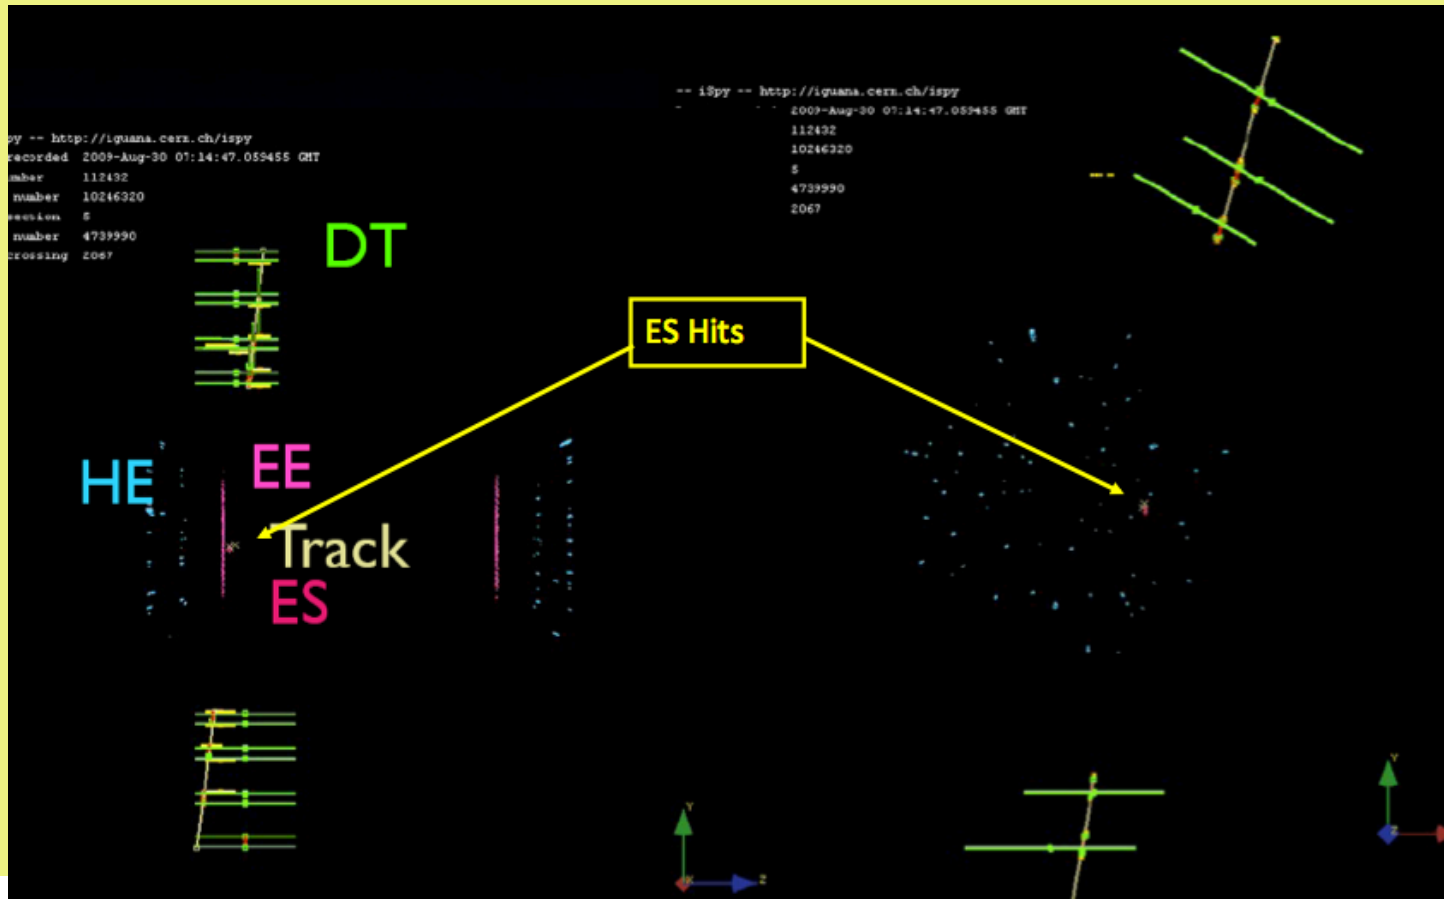 -- iSpy -- http://iguana.cern.ch/ispy
2009-Aug-30 07:14:47.059455 GMT
112432
10246320
5
4739990
2067
py -- http://iguana.cern.ch/ispy
recorded 2009-Aug-30 07:14:47.059455 GMT
umber 112432
number 10246320
section 5
number 4739990
crossing 2067
DT
ES Hits
HE
EE
Track
ES
Y
Z
X
Y
Z